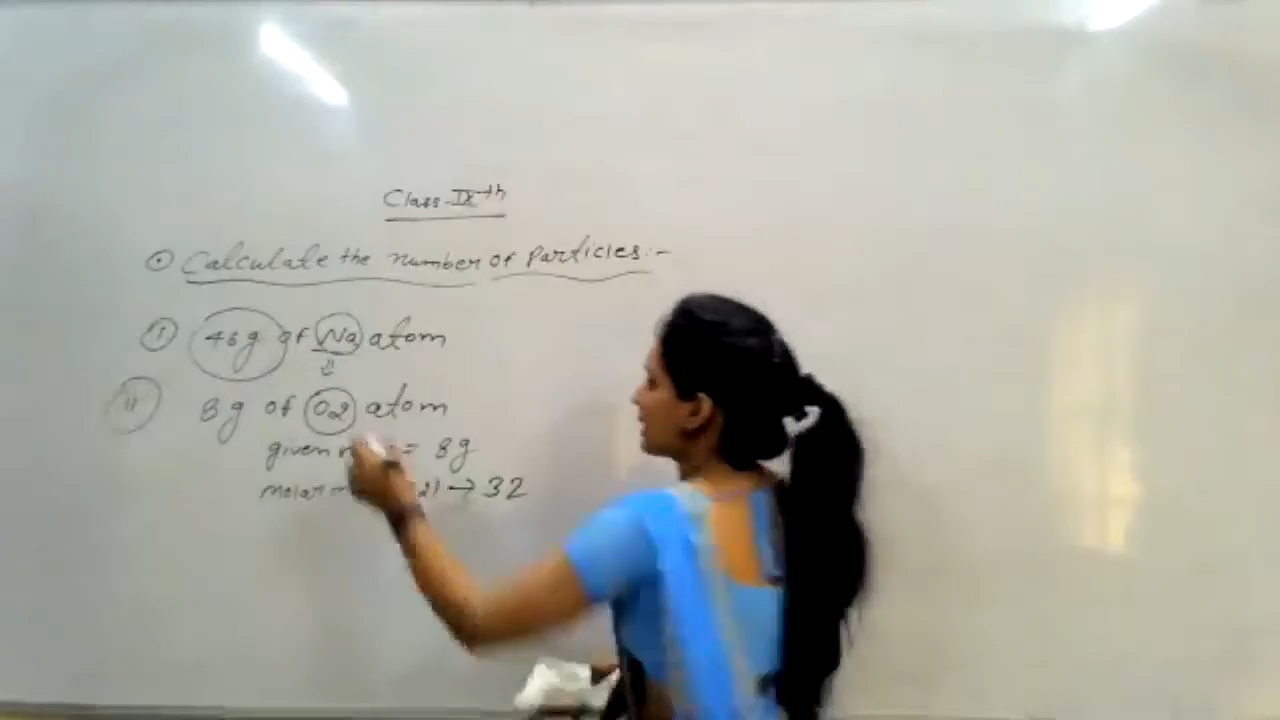 Class-IXth
⊙ Calculate the number of Particles:-
(i) 46g of Na atom
(ii) 8g of O2 atom
given = 8g
molar → 32